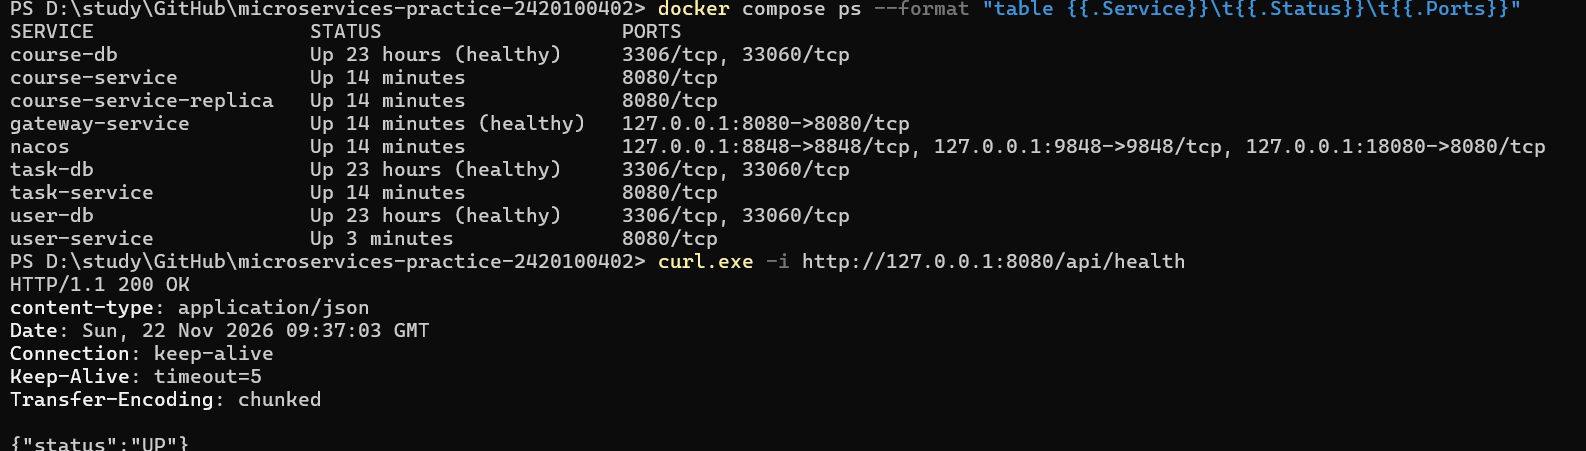 PS D:\study\GitHub\microservices-practice-2420100402> docker compose ps --format "table {{.Service}}\t{{.Status}}\t{{.Ports}}"
SERVICE                  STATUS                    PORTS
course-db                Up 23 hours (healthy)     3306/tcp, 33060/tcp
course-service           Up 14 minutes             8080/tcp
course-service-replica   Up 14 minutes             8080/tcp
gateway-service          Up 14 minutes (healthy)   127.0.0.1:8080->8080/tcp
nacos                    Up 14 minutes             127.0.0.1:8848->8848/tcp, 127.0.0.1:9848->9848/tcp, 127.0.0.1:18080->8080/tcp
task-db                  Up 23 hours (healthy)     3306/tcp, 33060/tcp
task-service             Up 14 minutes             8080/tcp
user-db                  Up 23 hours (healthy)     3306/tcp, 33060/tcp
user-service             Up 3 minutes              8080/tcp
PS D:\study\GitHub\microservices-practice-2420100402> curl.exe -i http://127.0.0.1:8080/api/health
HTTP/1.1 200 OK
content-type: application/json
Date: Sun, 22 Nov 2026 09:37:03 GMT
Connection: keep-alive
Keep-Alive: timeout=5
Transfer-Encoding: chunked

{"status":"UP"}